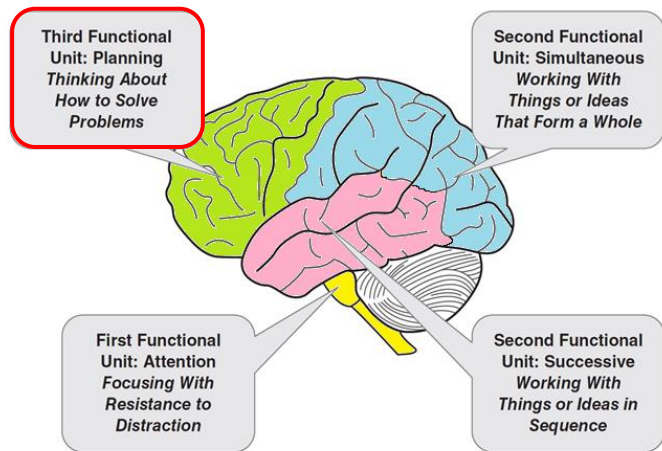 Third Functional
Unit: Planning
Thinking About
How to Solve
Problems
Second Functional
Unit: Simultaneous
Working With
Things or Ideas
That Form a Whole
First Functional
Unit: Attention
Focusing With
Resistance to
Distraction
Second Functional
Unit: Successive
Working With
Things or Ideas in
Sequence